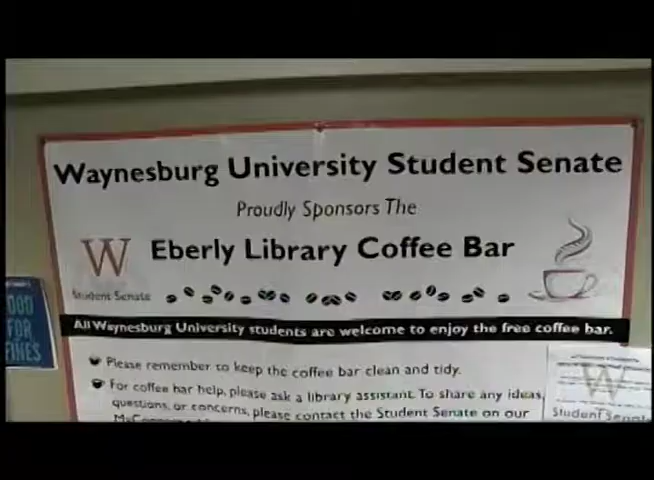 Waynesburg University Student Senate
Proudly Sponsors The
W
Eberly Library Coffee Bar
Student Senate
All Waynesburg University students are welcome to enjoy the free coffee bar.
FOOD
FOR
FINES
Please remember to keep the coffee bar clean and tidy.
For coffee bar help, please ask a library assistant. To share any ideas,
questions, or concerns, please contact the Student Senate on our
W
Student Senate